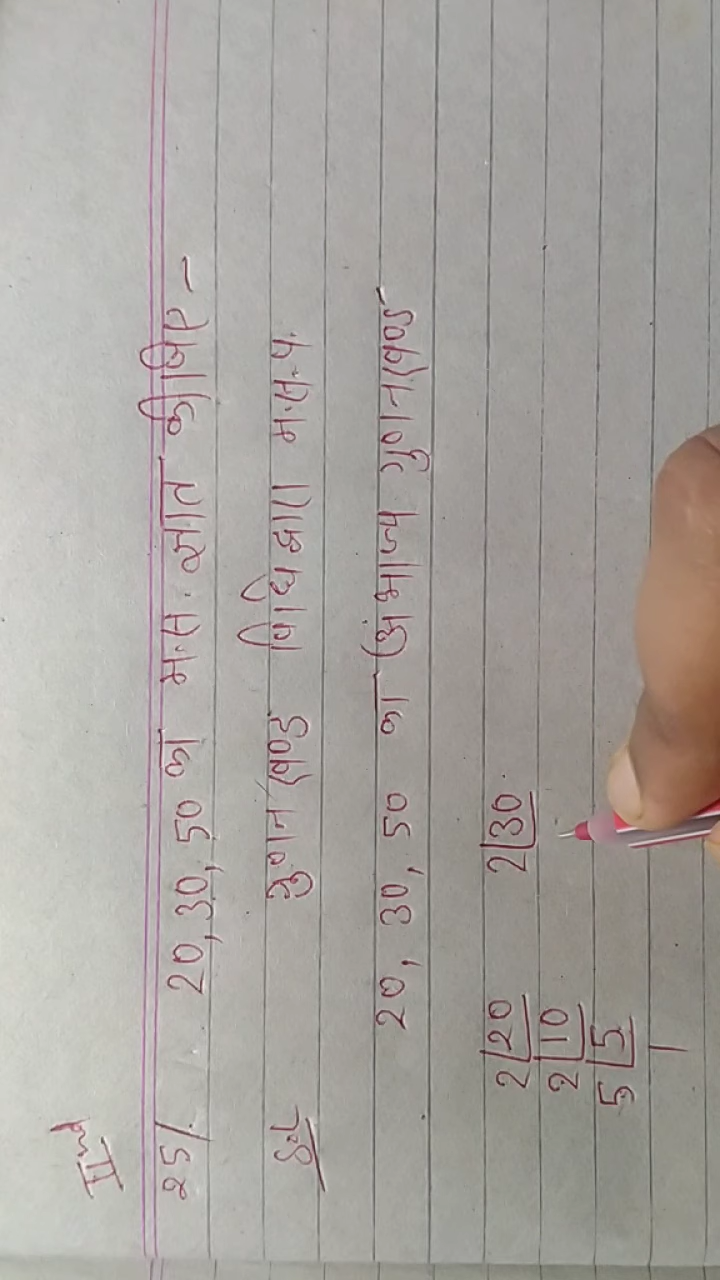 IInd
25/. 20,30,50 का म.स. ज्ञात कीजिए -
Sol गुणनखण्ड विधि द्वारा म.स.प.
20, 30, 50 का अभाज्य गुणनखण्ड
2|20 2|30
2|10
5|5
1